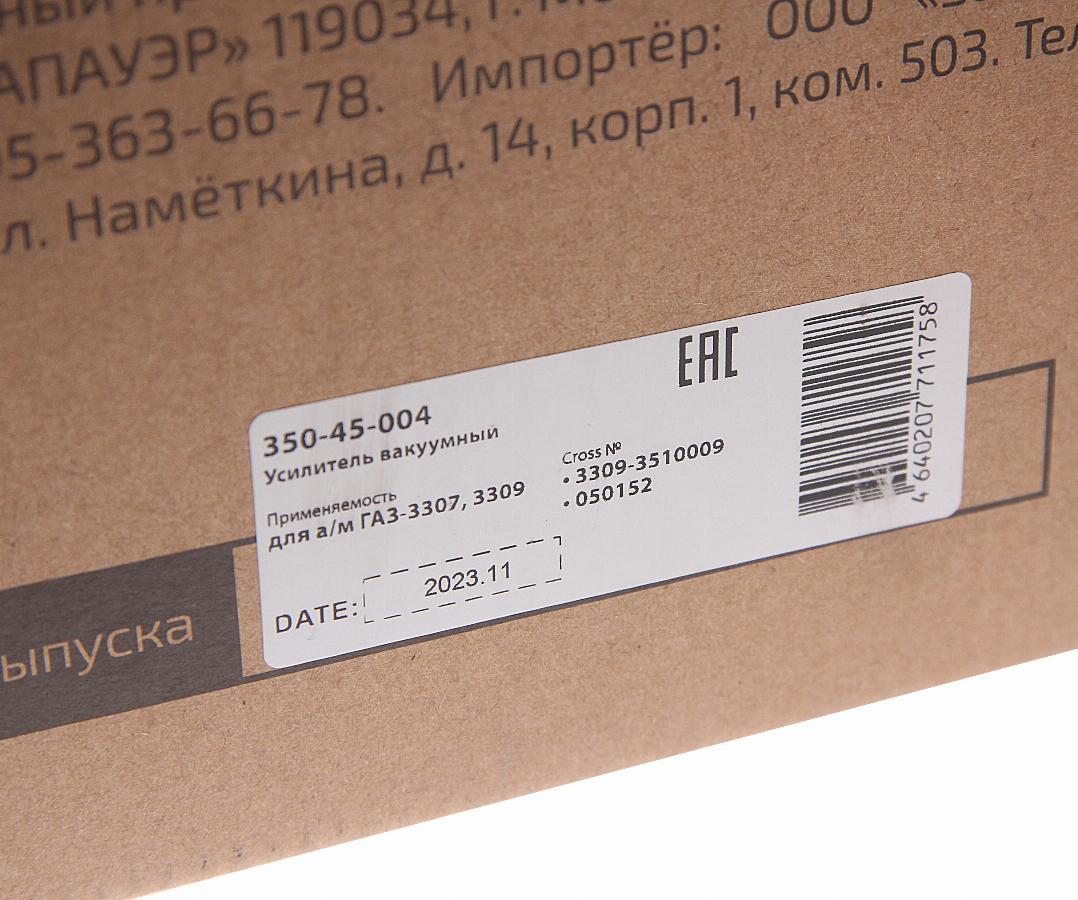 АПАУЭР» 119034, г.
95-363-66-78. Импортёр: ООО
л. Намёткина, д. 14, корп. 1, ком. 503. Тел
ЕАС
350-45-004
Усилитель вакуумный
Применяемость
для а/м ГАЗ-3307, 3309
Cross №
• 3309-3510009
• 050152
DATE: 2023.11
4 640207 711758
ыпуска